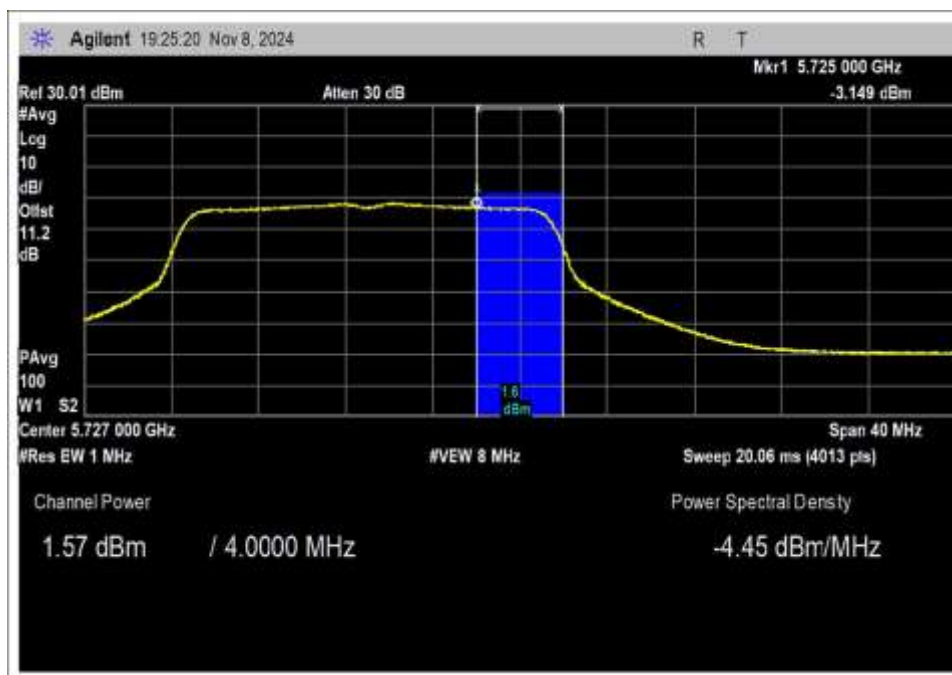 Agilent 19:25:20 Nov 8, 2024 R T
Mkr1 5.725 000 GHz
Ref 30.01 dBm Atten 30 dB -3.149 dBm
#Avg
Log
10
dB/
Offst
11.2
dB
PAvg
100
W1 S2
1.6
dBm
Center 5.727 000 GHz Span 40 MHz
#Res BW 1 MHz #VBW 8 MHz Sweep 20.06 ms (4013 pts)
Channel Power Power Spectral Density
1.57 dBm / 4.0000 MHz -4.45 dBm/MHz